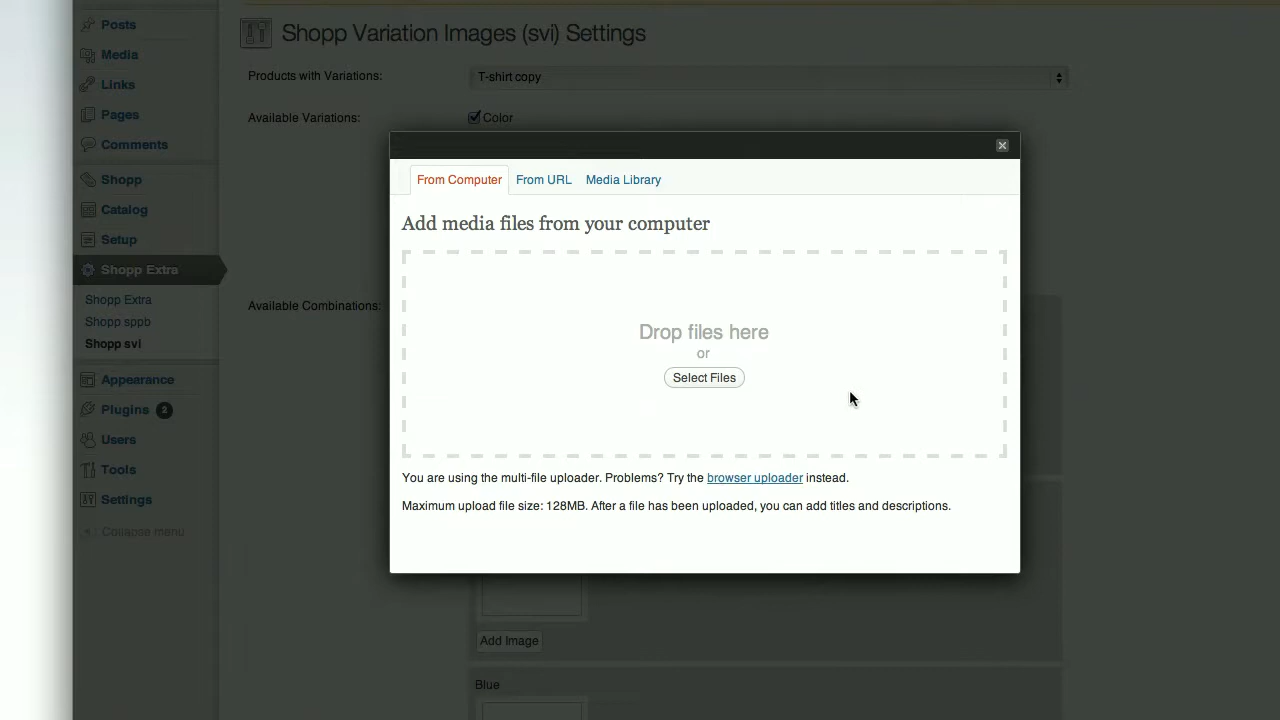 Posts
Media
Links
Pages
Comments
Shopp
Catalog
Setup
Shopp Extra
Shopp Extra
Shopp sppb
Shopp svi
Appearance
Plugins 2
Users
Tools
Settings
Collapse menu
Shopp Variation Images (svi) Settings
Products with Variations: T-shirt copy
Available Variations: Color
Available Combinations:
From Computer From URL Media Library
Add media files from your computer
Drop files here
or
Select Files
You are using the multi-file uploader. Problems? Try the browser uploader instead.
Maximum upload file size: 128MB. After a file has been uploaded, you can add titles and descriptions.
Add Image
Blue